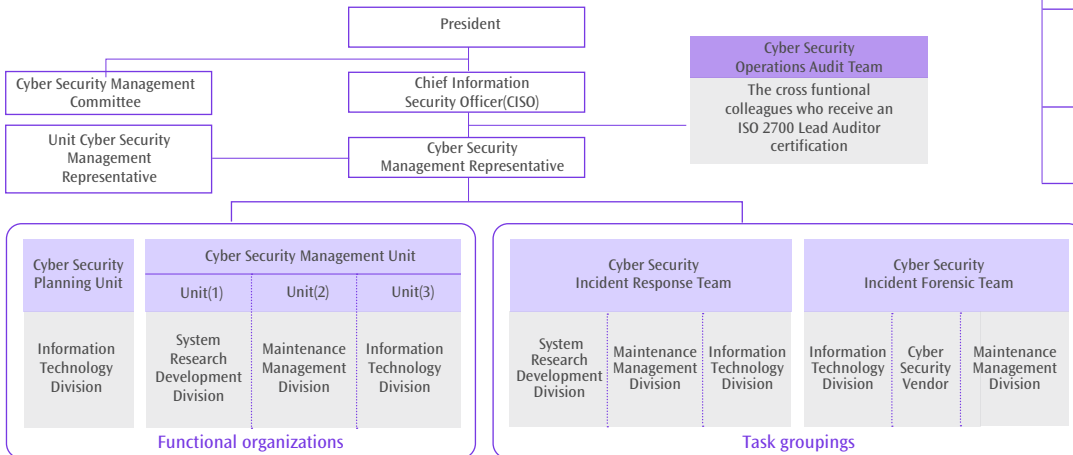 President
Cyber Security Management
Committee
Chief Information
Security Officer(CISO)
Cyber Security
Operations Audit Team
The cross funtional
colleagues who receive an
ISO 2700 Lead Auditor
certification
Unit Cyber Security
Management
Representative
Cyber Security
Management Representative
Cyber Security
Planning Unit
Information
Technology
Division
Cyber Security Management Unit
Unit(1)
Unit(2)
Unit(3)
System
Research
Development
Division
Maintenance
Management
Division
Information
Technology
Division
Functional organizations
Cyber Security
Incident Response Team
System
Research
Development
Division
Maintenance
Management
Division
Information
Technology
Division
Cyber Security
Incident Forensic Team
Information
Technology
Division
Cyber
Security
Vendor
Maintenance
Management
Division
Task groupings